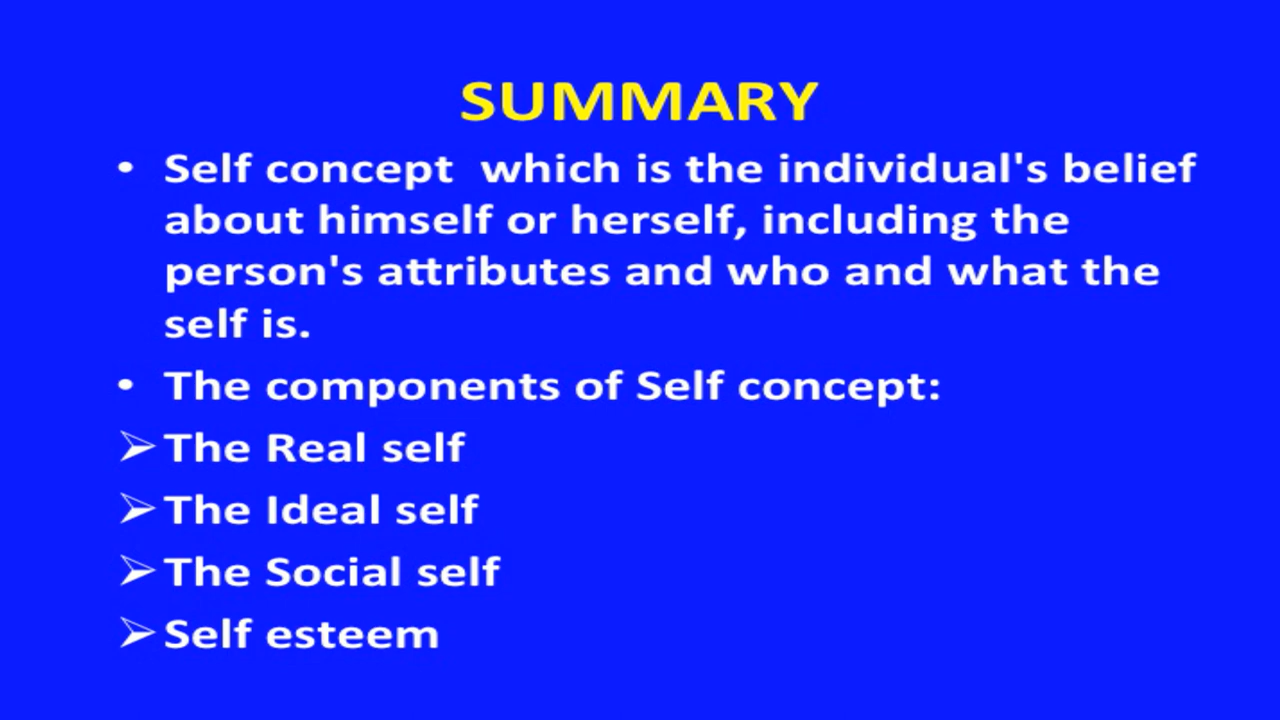 SUMMARY
• Self concept  which is the individual's belief
about himself or herself, including the
person's attributes and who and what the
self is.
• The components of Self concept:
➢ The Real self
➢ The Ideal self
➢ The Social self
➢ Self esteem